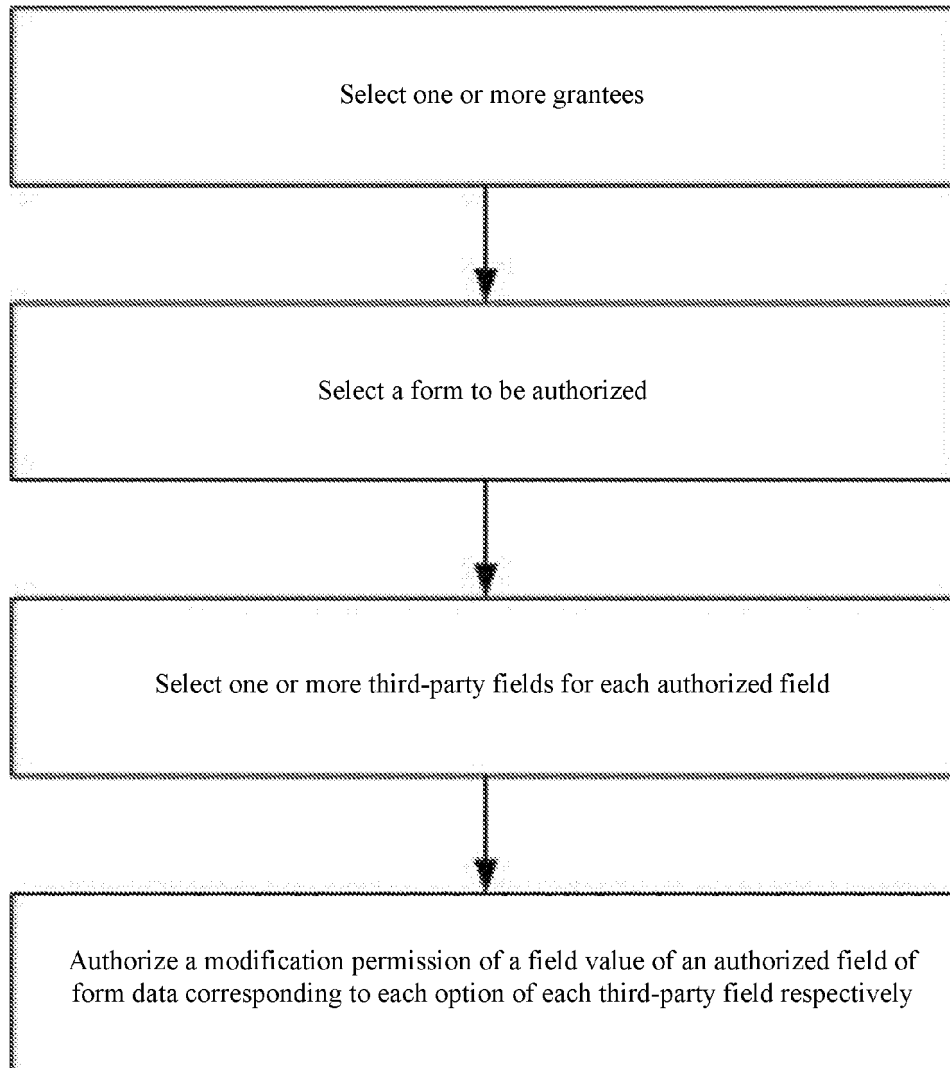 Select one or more grantees
Select a form to be authorized
Select one or more third-party fields for each authorized field
Authorize a modification permission of a field value of an authorized field of
form data corresponding to each option of each third-party field respectively